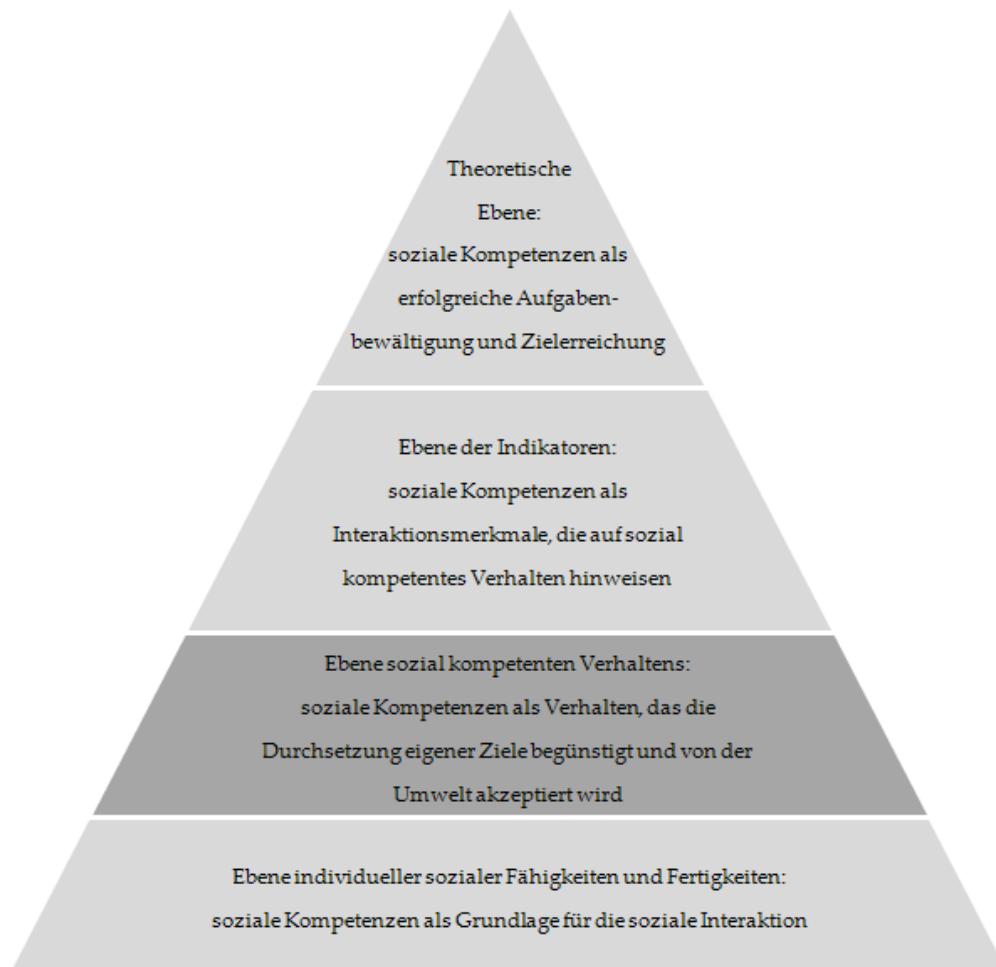 Theoretische
Ebene:
soziale Kompetenzen als
erfolgreiche Aufgaben-
bewältigung und Zielerreichung
Ebene der Indikatoren:
soziale Kompetenzen als
Interaktionsmerkmale, die auf sozial
kompetentes Verhalten hinweisen
Ebene sozial kompetenten Verhaltens:
soziale Kompetenzen als Verhalten, das die
Durchsetzung eigener Ziele begünstigt und von der
Umwelt akzeptiert wird
Ebene individueller sozialer Fähigkeiten und Fertigkeiten:
soziale Kompetenzen als Grundlage für die soziale Interaktion